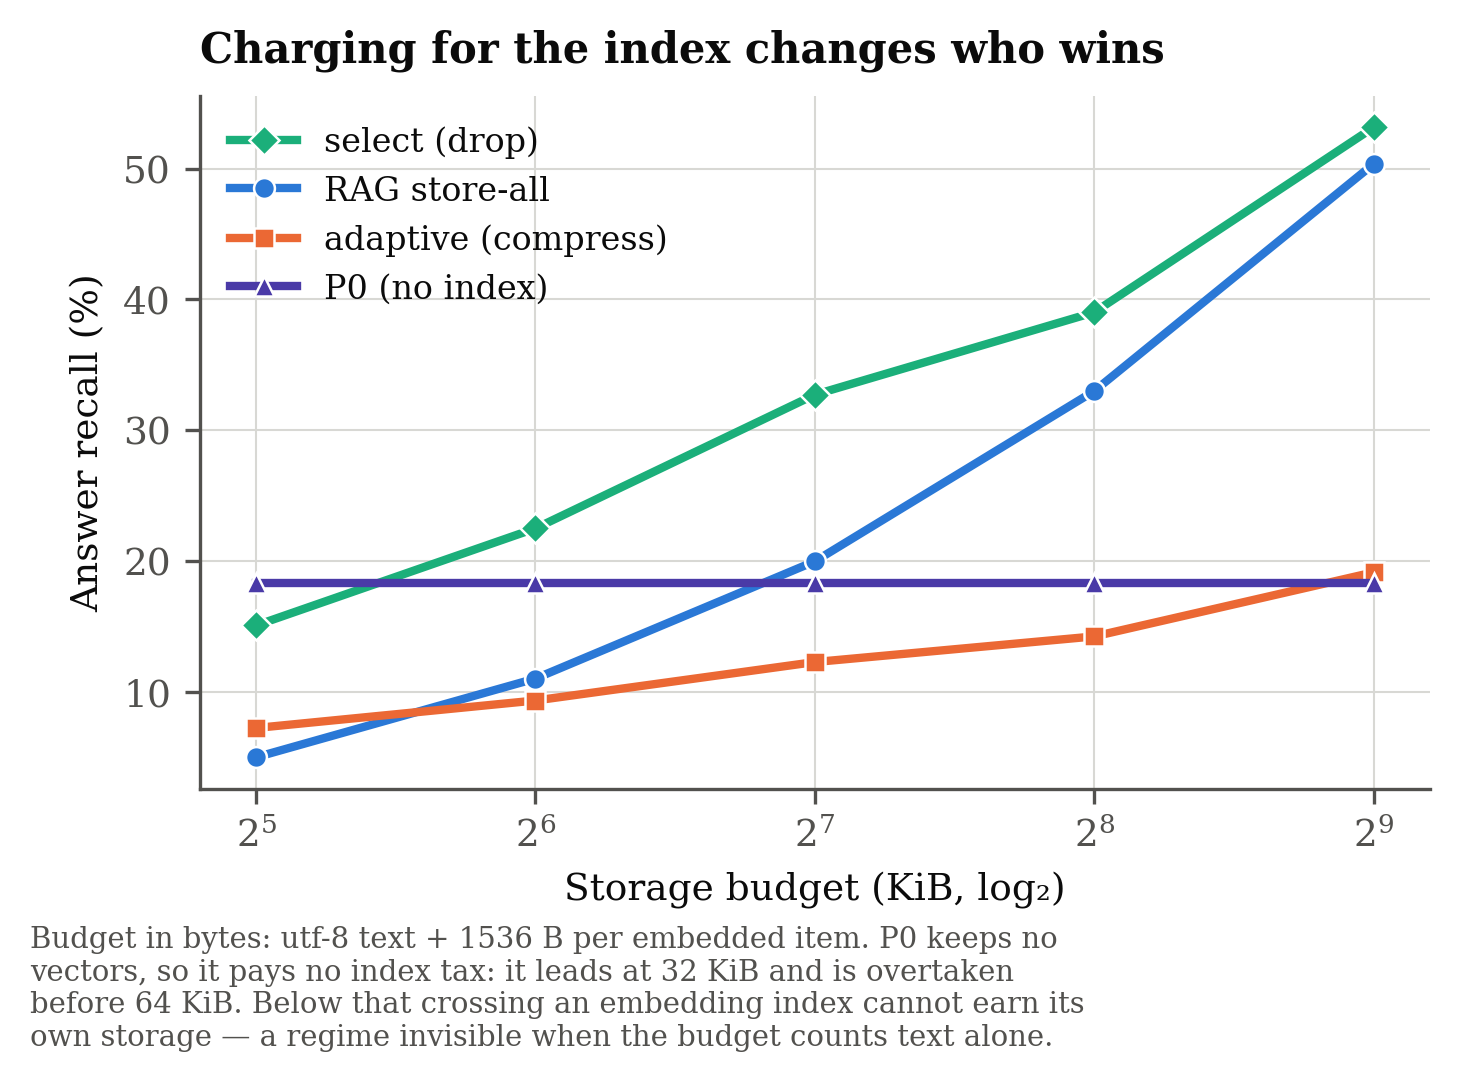 Charging for the index changes who wins
select (drop)
RAG store-all
adaptive (compress)
P0 (no index)
Answer recall (%)
50
40
30
20
10
2⁵
2⁶
2⁷
2⁸
2⁹
Storage budget (KiB, log₂)
Budget in bytes: utf-8 text + 1536 B per embedded item. P0 keeps no
vectors, so it pays no index tax: it leads at 32 KiB and is overtaken
before 64 KiB. Below that crossing an embedding index cannot earn its
own storage — a regime invisible when the budget counts text alone.